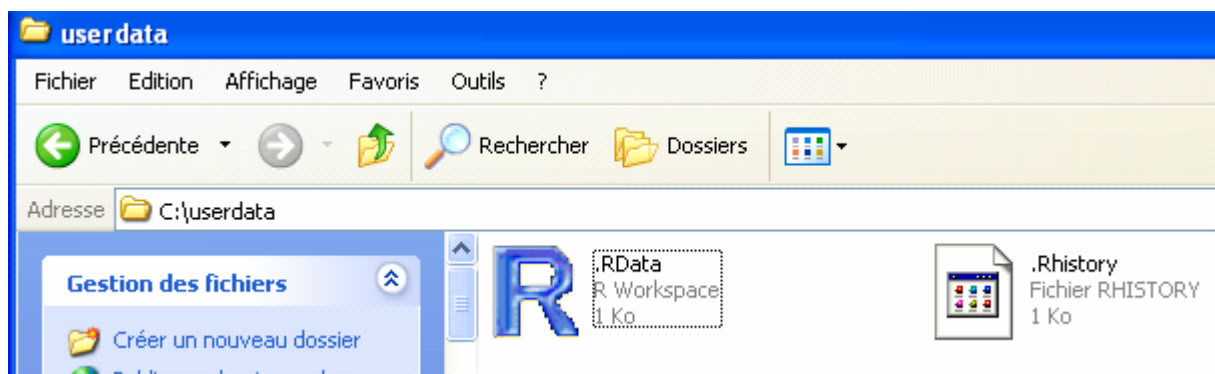 userdata
Fichier Edition Affichage Favoris Outils ?
Précédente Rechercher Dossiers
Adresse C:\userdata
Gestion des fichiers
Créer un nouveau dossier
.RData
R Workspace
1 Ko
.Rhistory
Fichier RHISTORY
1 Ko